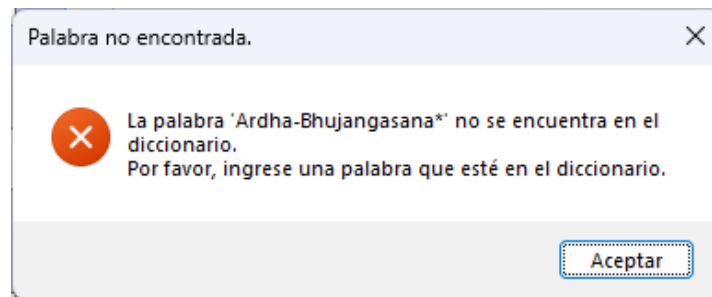 Palabra no encontrada.
La palabra 'Ardha-Bhujangasana*' no se encuentra en el
diccionario.
Por favor, ingrese una palabra que esté en el diccionario.
Aceptar